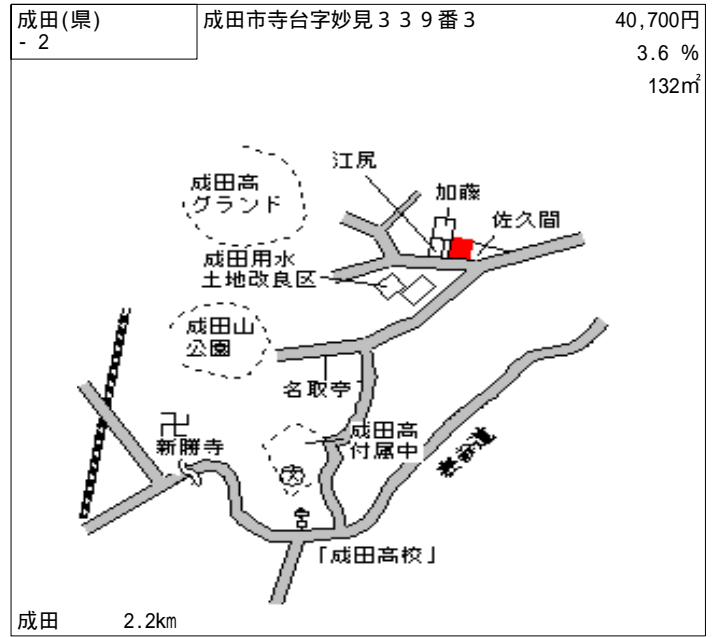 成田(県)
- 2
成田市寺台字妙見３３９番３
40,700円
3.6 %
132㎡
江尻
加藤
佐久間
成田高
グランド
成田用水
土地改良区
成田山
公園
名取亭
卍
新勝寺
成田高
付属中
「成田高校」
成田 2.2km